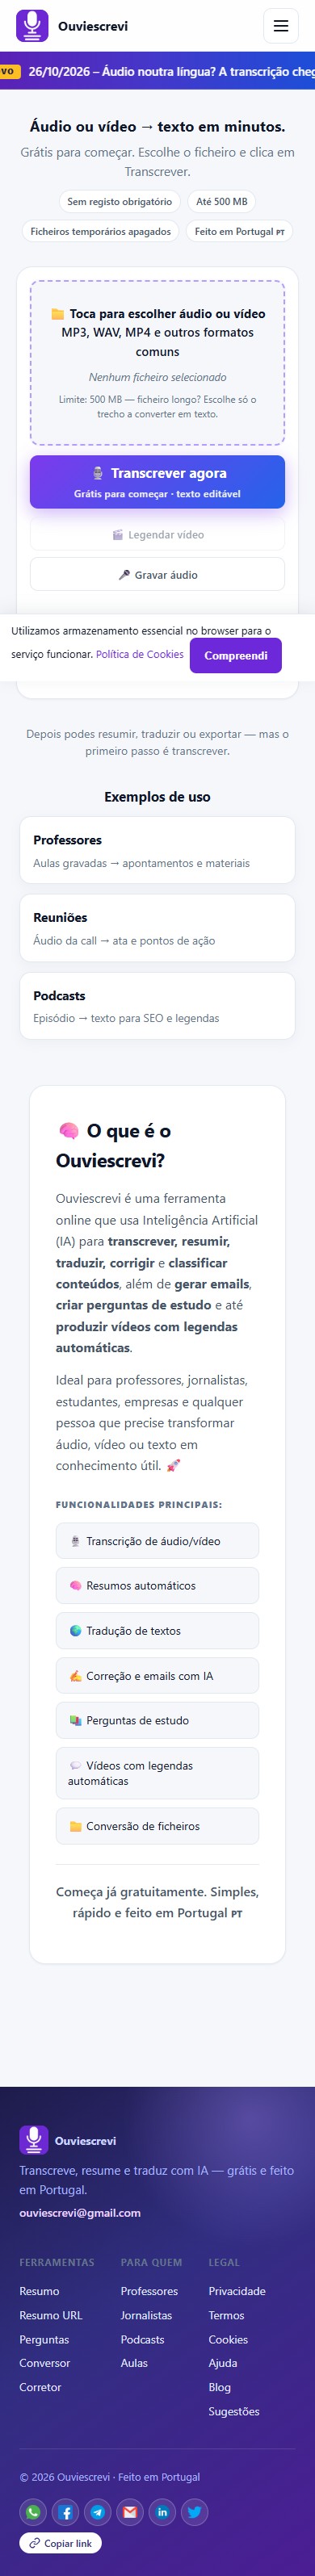 Ouviescrevi
VO 26/10/2026 – Áudio noutra língua? A transcrição che
Áudio ou vídeo → texto em minutos.
Grátis para começar. Escolhe o ficheiro e clica em
Transcrever.
Sem registo obrigatório
Até 500 MB
Ficheiros temporários apagados
Feito em Portugal PT
📁 Toca para escolher áudio ou vídeo
MP3, WAV, MP4 e outros formatos
comuns
Nenhum ficheiro selecionado
Limite: 500 MB — ficheiro longo? Escolhe só o
trecho a converter em texto.
🎙️ Transcrever agora
Grátis para começar · texto editável
🎬 Legendar vídeo
🎤 Gravar áudio
Utilizamos armazenamento essencial no browser para o
serviço funcionar. Política de Cookies
Compreendi
Depois podes resumir, traduzir ou exportar — mas o
primeiro passo é transcrever.
Exemplos de uso
Professores
Aulas gravadas → apontamentos e materiais
Reuniões
Áudio da call → ata e pontos de ação
Podcasts
Episódio → texto para SEO e legendas
🧠 O que é o
Ouviescrevi?
Ouviescrevi é uma ferramenta
online que usa Inteligência Artificial
(IA) para transcrever, resumir,
traduzir, corrigir e classificar
conteúdos, além de gerar emails,
criar perguntas de estudo e até
produzir vídeos com legendas
automáticas.
Ideal para professores, jornalistas,
estudantes, empresas e qualquer
pessoa que precise transformar
áudio, vídeo ou texto em
conhecimento útil. 🚀
FUNCIONALIDADES PRINCIPAIS:
🎙️ Transcrição de áudio/vídeo
🧠 Resumos automáticos
🌍 Tradução de textos
✍️ Correção e emails com IA
📚 Perguntas de estudo
💬 Vídeos com legendas
automáticas
📁 Conversão de ficheiros
Começa já gratuitamente. Simples,
rápido e feito em Portugal PT
Ouviescrevi
Transcreve, resume e traduz com IA — grátis e feito
em Portugal.
ouviescrevi@gmail.com
FERRAMENTAS
Resumo
Resumo URL
Perguntas
Conversor
Corretor
PARA QUEM
Professores
Jornalistas
Podcasts
Aulas
LEGAL
Privacidade
Termos
Cookies
Ajuda
Blog
Sugestões
© 2026 Ouviescrevi · Feito em Portugal
Copiar link